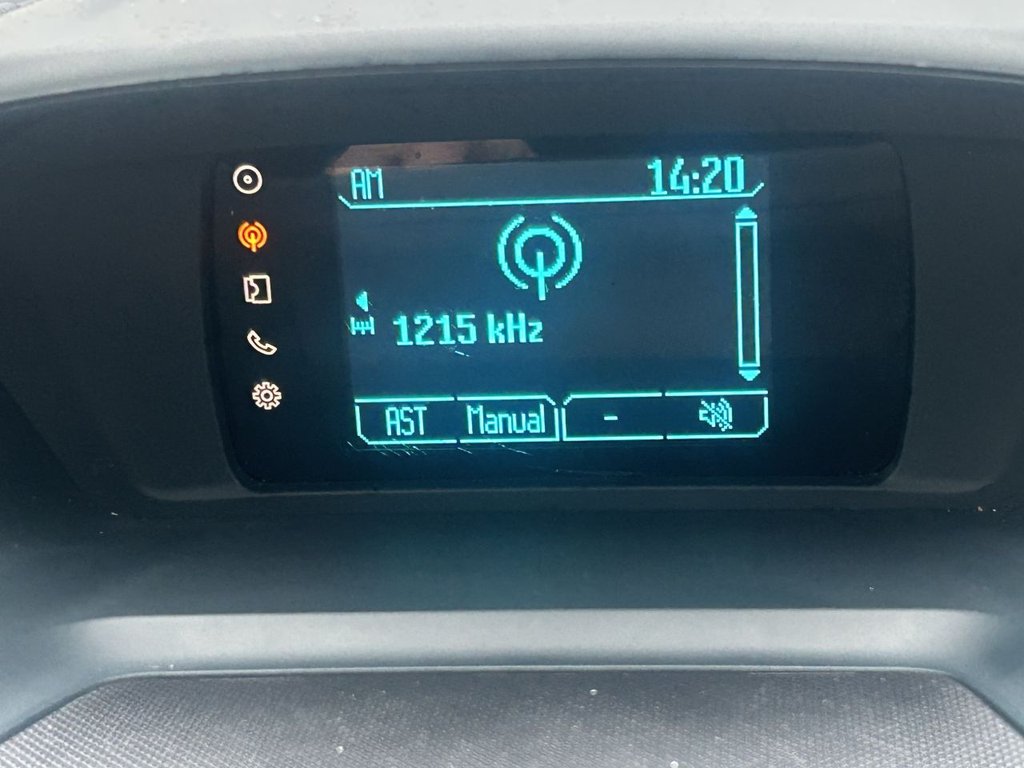 AM 14:20
1215 kHz
AST Manual -